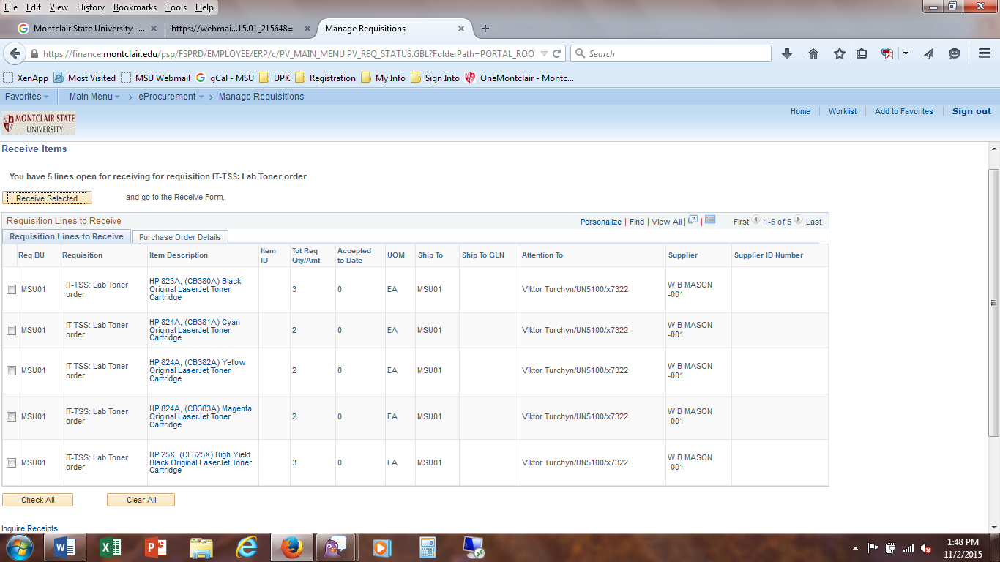 File Edit View History Bookmarks Tools Help
Montclair State University -... × https://webmai...15.01_215648= × Manage Requisitions × +
https://finance.montclair.edu/psp/FSPRD/EMPLOYEE/ERP/c/PV_MAIN_MENU.PV_REQ_STATUS.GBL?FolderPath=PORTAL_ROO Search
XenApp Most Visited MSU Webmail gCal - MSU UPK Registration My Info Sign Into OneMontclair - Montc...
Favorites Main Menu > eProcurement > Manage Requisitions
Home Worklist Add to Favorites Sign out
MONTCLAIR STATE
UNIVERSITY
Receive Items
You have 5 lines open for receiving for requisition IT-TSS: Lab Toner order
Receive Selected and go to the Receive Form.
Requisition Lines to Receive Personalize | Find | View All | | First 1-5 of 5 Last
Requisition Lines to Receive Purchase Order Details
Req BU Requisition Item Description Item ID Tot Req Qty/Amt Accepted to Date UOM Ship To Ship To GLN Attention To Supplier Supplier ID Number
MSU01 IT-TSS: Lab Toner order HP 823A, (CB380A) Black Original LaserJet Toner Cartridge 3 0 EA MSU01 Viktor Turchyn/UN5100/x7322 W B MASON -001
MSU01 IT-TSS: Lab Toner order HP 824A, (CB381A) Cyan Original LaserJet Toner Cartridge 2 0 EA MSU01 Viktor Turchyn/UN5100/x7322 W B MASON -001
MSU01 IT-TSS: Lab Toner order HP 824A, (CB382A) Yellow Original LaserJet Toner Cartridge 2 0 EA MSU01 Viktor Turchyn/UN5100/x7322 W B MASON -001
MSU01 IT-TSS: Lab Toner order HP 824A, (CB383A) Magenta Original LaserJet Toner Cartridge 2 0 EA MSU01 Viktor Turchyn/UN5100/x7322 W B MASON -001
MSU01 IT-TSS: Lab Toner order HP 25X, (CF325X) High Yield Black Original LaserJet Toner Cartridge 3 0 EA MSU01 Viktor Turchyn/UN5100/x7322 W B MASON -001
Check All Clear All
Inquire Receipts
1:48 PM
11/2/2015